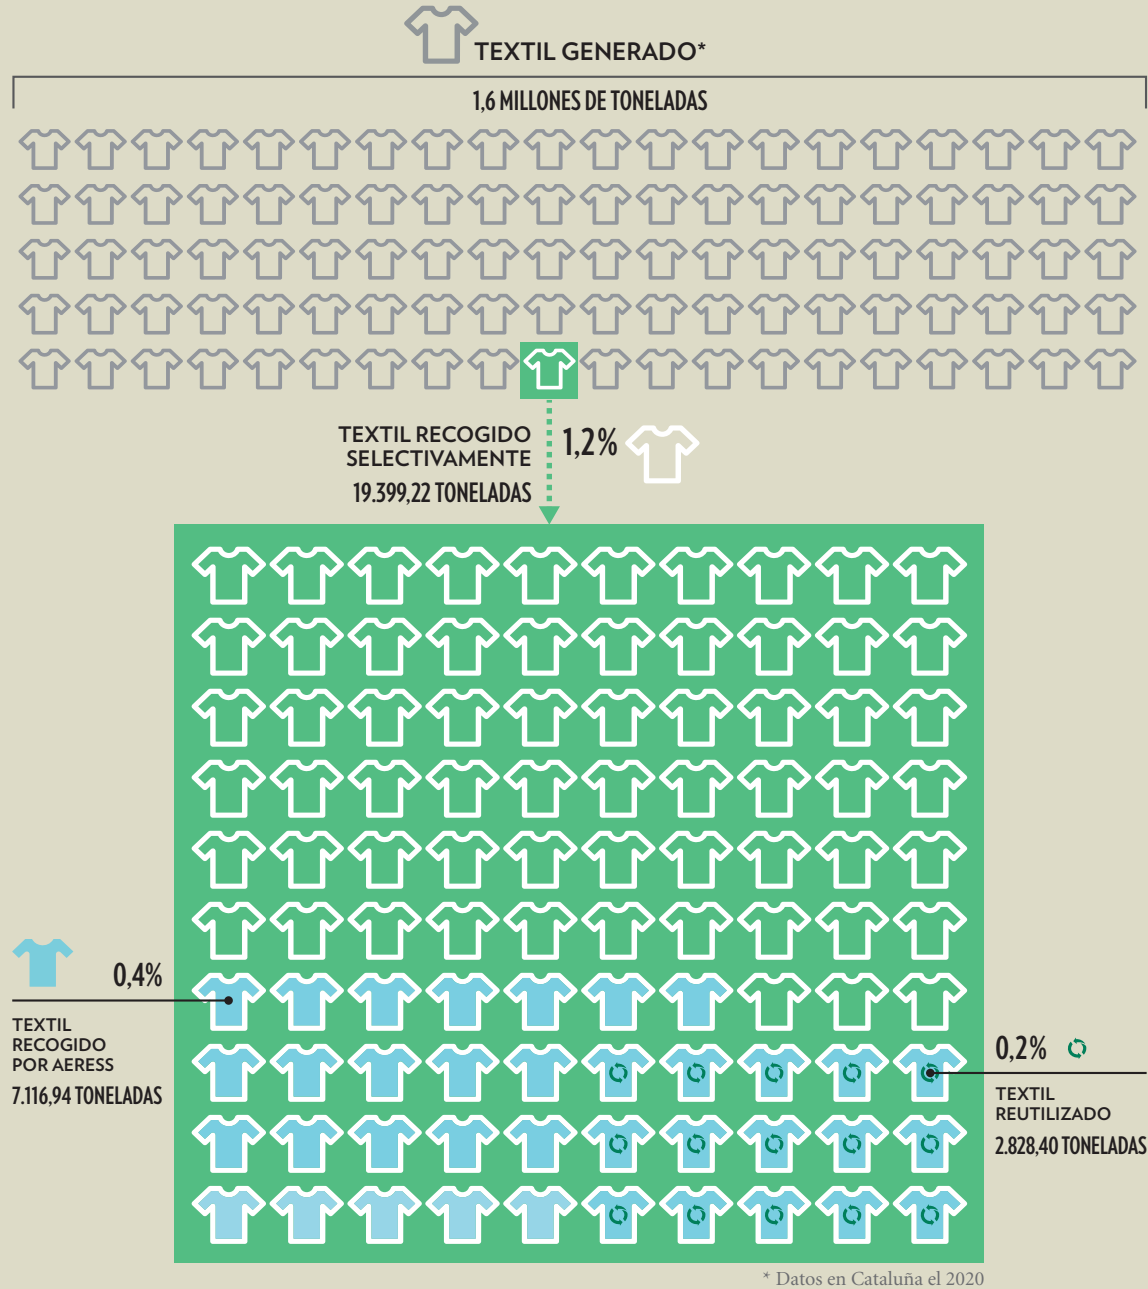 TEXTIL GENERADO*
1,6 MILLONES DE TONELADAS
TEXTIL RECOGIDO
SELECTIVAMENTE
19.399,22 TONELADAS
1,2%
0,4%
TEXTIL
RECOGIDO
POR AERESS
7.116,94 TONELADAS
0,2%
TEXTIL
REUTILIZADO
2.828,40 TONELADAS
* Datos en Cataluña el 2020